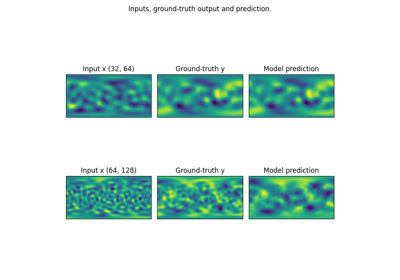 Inputs, ground-truth output and prediction.
Input x (32, 64) Ground-truth y Model prediction
Input x (64, 128) Ground-truth y Model prediction